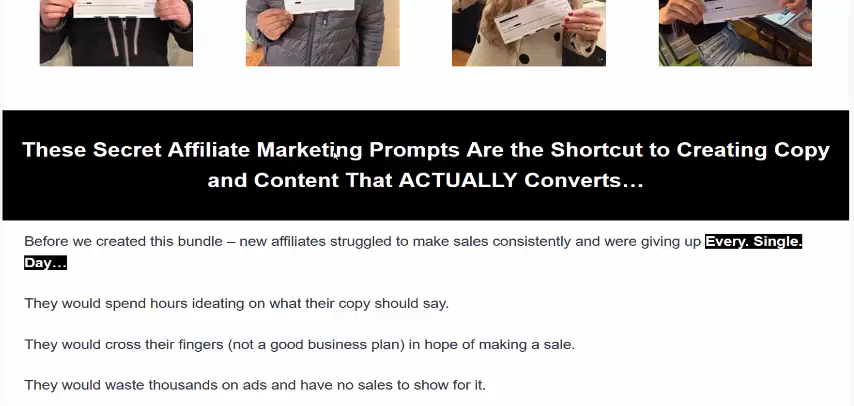 These Secret Affiliate Marketing Prompts Are the Shortcut to Creating Copy
and Content That ACTUALLY Converts...
Before we created this bundle – new affiliates struggled to make sales consistently and were giving up Every. Single.
Day...
They would spend hours ideating on what their copy should say.
They would cross their fingers (not a good business plan) in hope of making a sale.
They would waste thousands on ads and have no sales to show for it.